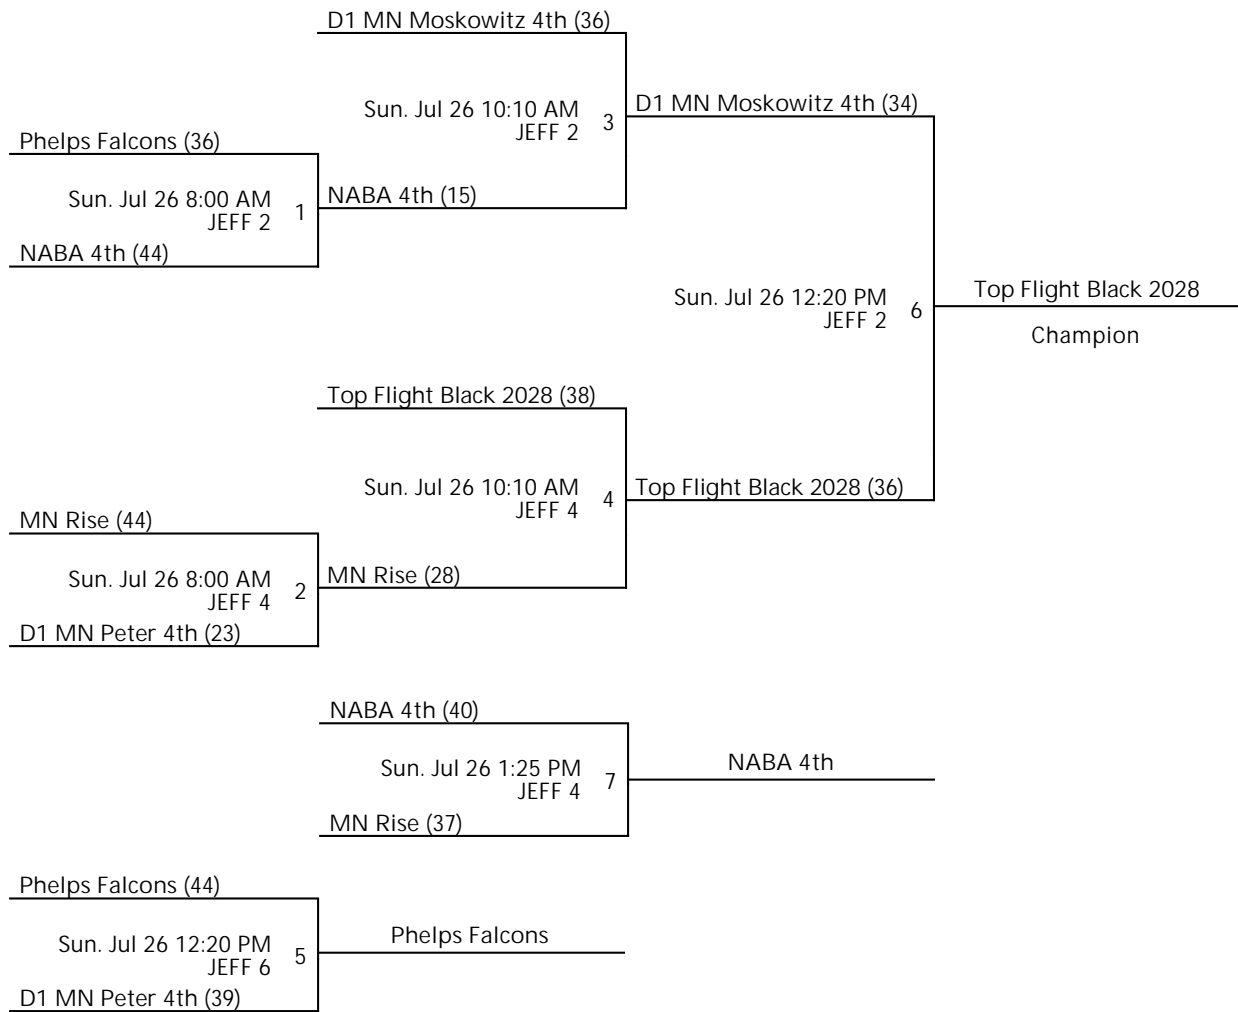 D1 MN Moskowitz 4th (36)
Sun. Jul 26 10:10 AM
JEFF 2
3
D1 MN Moskowitz 4th (34)
Phelps Falcons (36)
Sun. Jul 26 8:00 AM
JEFF 2
1
NABA 4th (15)
NABA 4th (44)
Sun. Jul 26 12:20 PM
JEFF 2
6
Top Flight Black 2028
Champion
Top Flight Black 2028 (38)
Sun. Jul 26 10:10 AM
JEFF 4
4
Top Flight Black 2028 (36)
MN Rise (44)
Sun. Jul 26 8:00 AM
JEFF 4
2
MN Rise (28)
D1 MN Peter 4th (23)
NABA 4th (40)
Sun. Jul 26 1:25 PM
JEFF 4
7
NABA 4th
MN Rise (37)
Phelps Falcons (44)
Sun. Jul 26 12:20 PM
JEFF 6
5
Phelps Falcons
D1 MN Peter 4th (39)